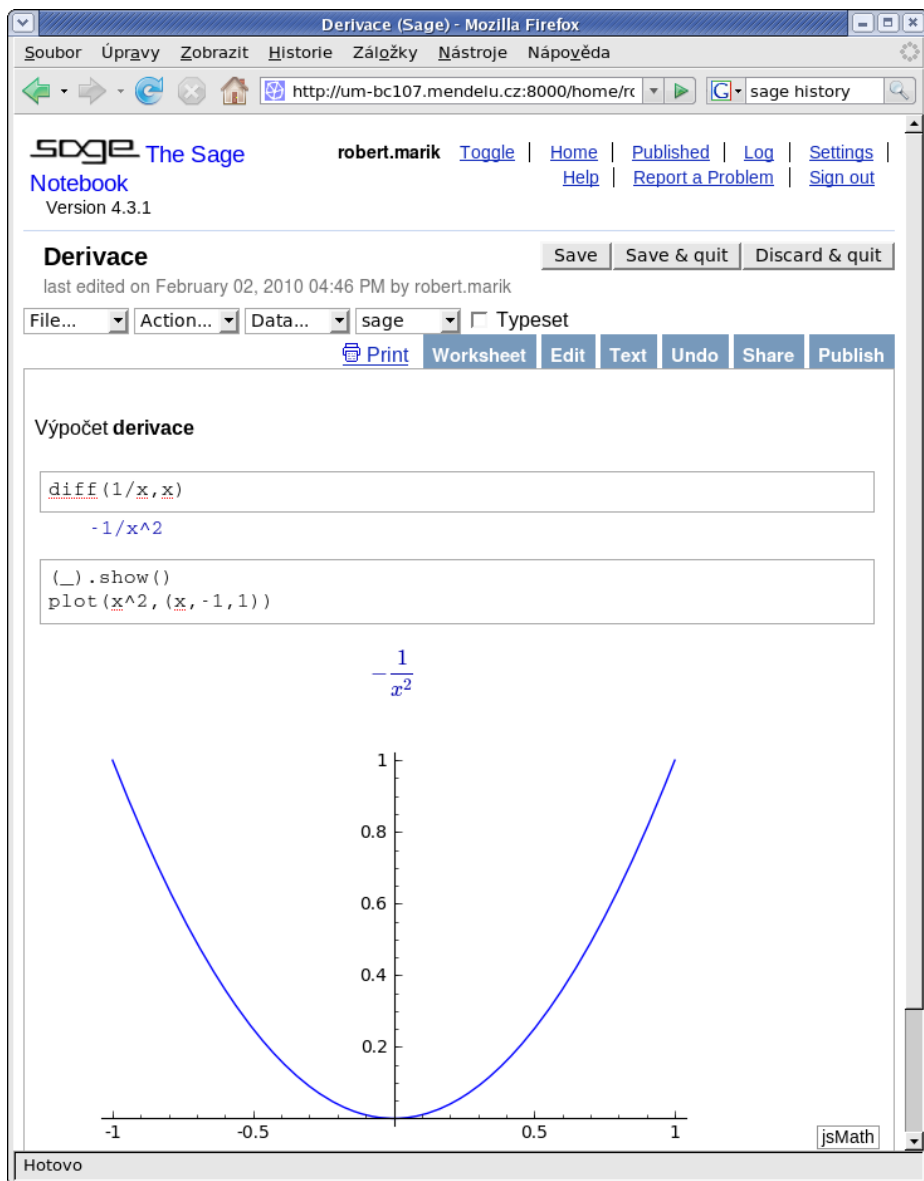 Derivace (Sage) - Mozilla Firefox
Soubor Úpravy Zobrazit Historie Záložky Nástroje Nápověda
http://um-bc107.mendelu.cz:8000/home/rc G sage history
sage The Sage Notebook
Version 4.3.1
robert.marik Toggle | Home | Published | Log | Settings |
Help | Report a Problem | Sign out
Derivace
Save Save & quit Discard & quit
last edited on February 02, 2010 04:46 PM by robert.marik
File... Action... Data... sage Typeset
Print Worksheet Edit Text Undo Share Publish
Výpočet derivace
diff(1/x,x)
-1/x^2
(_).show()
plot(x^2,(x,-1,1))
1
−
x2
1
0.8
0.6
0.4
0.2
-1 -0.5 0.5 1
jsMath
Hotovo